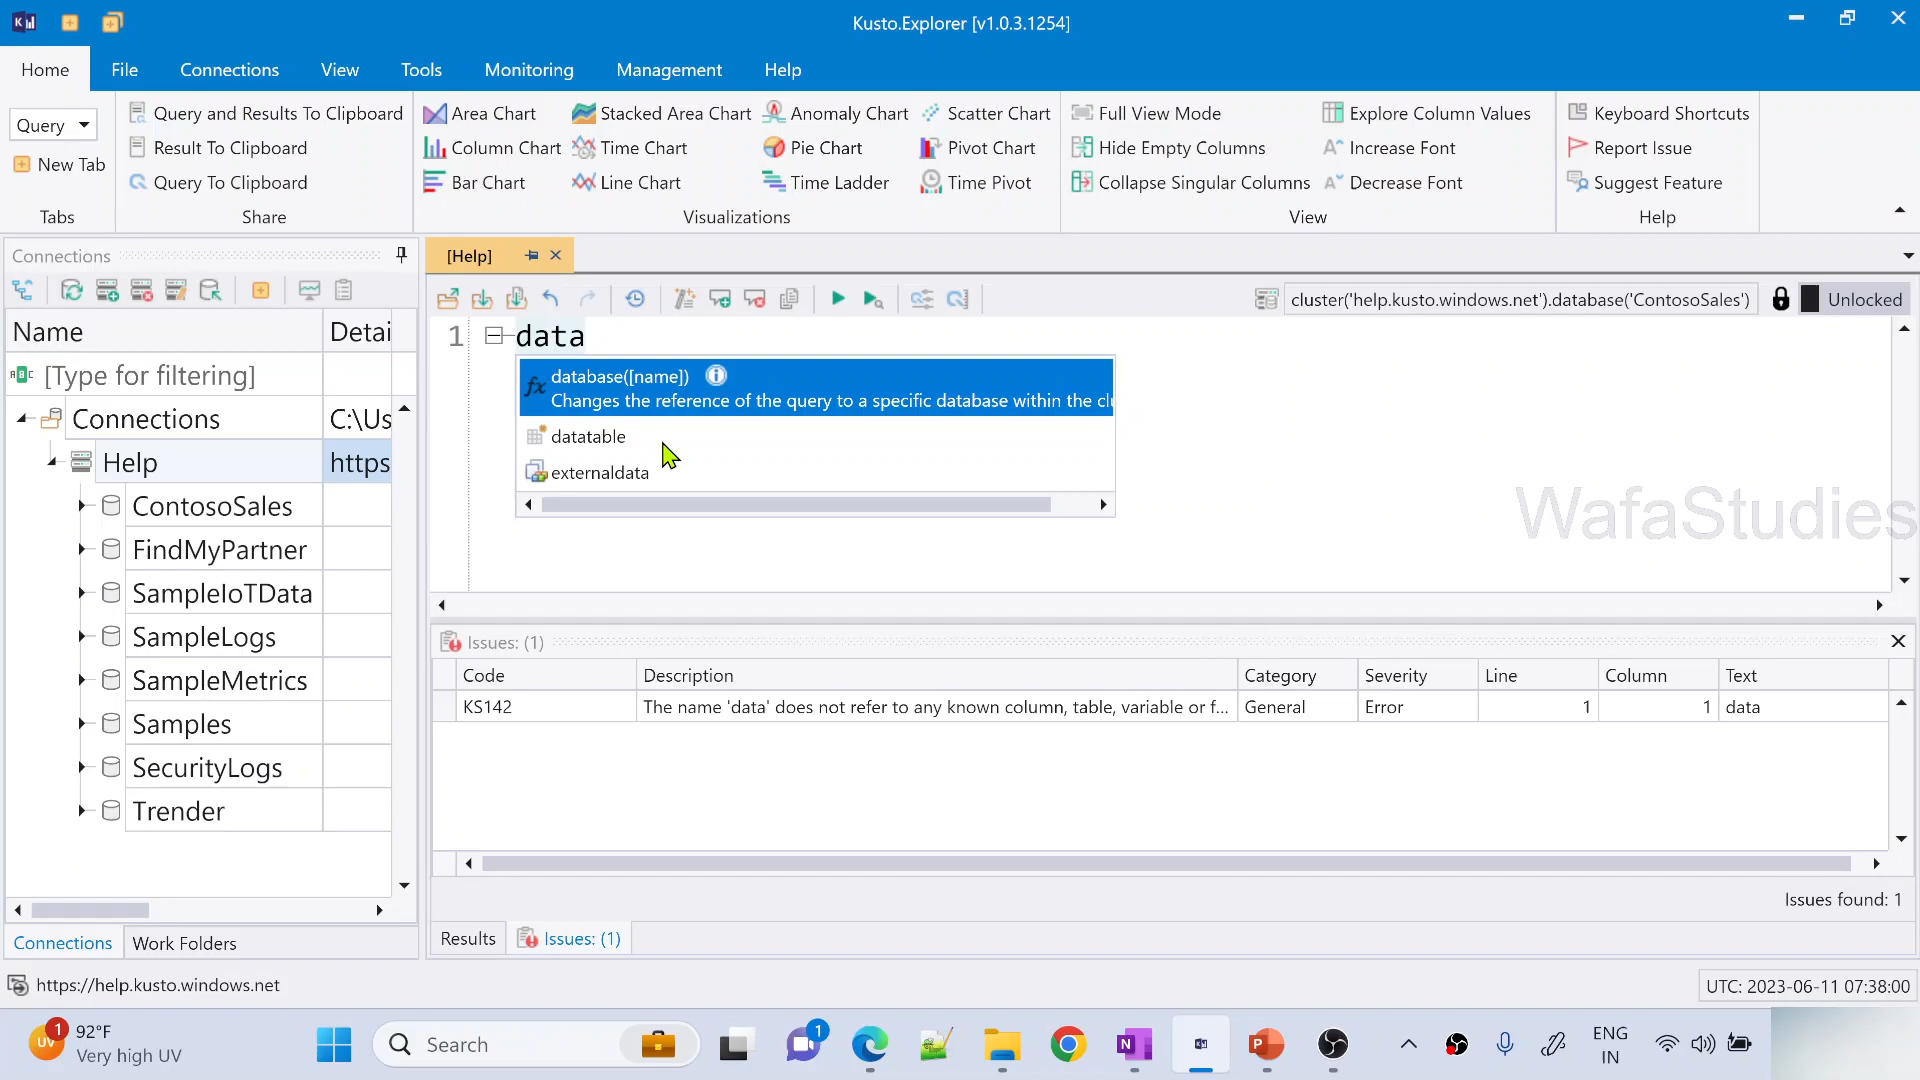 Kusto.Explorer [v1.0.3.1254]
Home File Connections View Tools Monitoring Management Help
Query
New Tab
Tabs
Query and Results To Clipboard
Result To Clipboard
Query To Clipboard
Share
Area Chart Stacked Area Chart Anomaly Chart Scatter Chart
Column Chart Time Chart Pie Chart Pivot Chart
Bar Chart Line Chart Time Ladder Time Pivot
Visualizations
Full View Mode Explore Column Values
Hide Empty Columns Increase Font
Collapse Singular Columns Decrease Font
View
Keyboard Shortcuts
Report Issue
Suggest Feature
Help
Connections
Name Detai
[Type for filtering]
Connections C:\Us
Help https
ContosoSales
FindMyPartner
SampleIoTData
SampleLogs
SampleMetrics
Samples
SecurityLogs
Trender
Connections Work Folders
[Help]
cluster('help.kusto.windows.net').database('ContosoSales') Unlocked
1 data
database([name])
Changes the reference of the query to a specific database within the clu
datatable
externaldata
WafaStudies
Issues: (1)
Code Description Category Severity Line Column Text
KS142 The name 'data' does not refer to any known column, table, variable or f... General Error 1 1 data
Issues found: 1
Results Issues: (1)
https://help.kusto.windows.net
UTC: 2023-06-11 07:38:00
1
UV
92°F
Very high UV
Search
1
ENG
IN